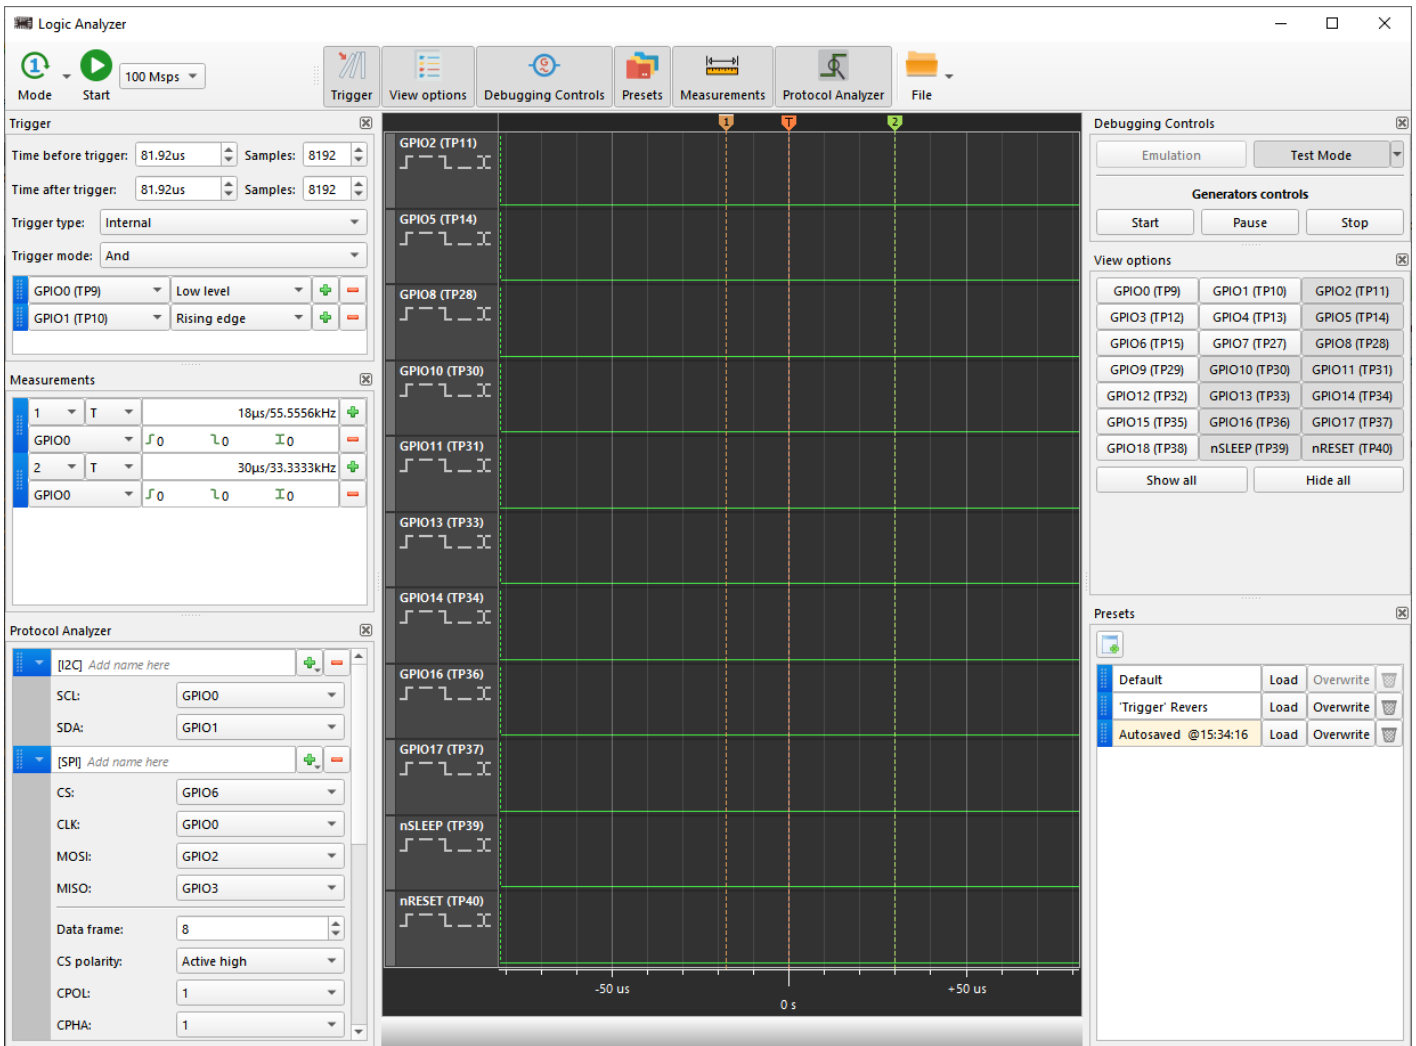 Logic Analyzer
Mode
Start
100 Msps
Trigger
View options
Debugging Controls
Presets
Measurements
Protocol Analyzer
File
Trigger
Time before trigger: 81.92us Samples: 8192
Time after trigger: 81.92us Samples: 8192
Trigger type: Internal
Trigger mode: And
GPIO0 (TP9) Low level
GPIO1 (TP10) Rising edge
Measurements
1 T 18µs/55.5556kHz
GPIO0 0 0 0
2 T 30µs/33.3333kHz
GPIO0 0 0 0
Protocol Analyzer
[I2C] Add name here
SCL: GPIO0
SDA: GPIO1
[SPI] Add name here
CS: GPIO6
CLK: GPIO0
MOSI: GPIO2
MISO: GPIO3
Data frame: 8
CS polarity: Active high
CPOL: 1
CPHA: 1
1 T 2
GPIO2 (TP11)
GPIO5 (TP14)
GPIO8 (TP28)
GPIO10 (TP30)
GPIO11 (TP31)
GPIO13 (TP33)
GPIO14 (TP34)
GPIO16 (TP36)
GPIO17 (TP37)
nSLEEP (TP39)
nRESET (TP40)
-50 us +50 us
0 s
Debugging Controls
Emulation Test Mode
Generators controls
Start Pause Stop
View options
GPIO0 (TP9) GPIO1 (TP10) GPIO2 (TP11)
GPIO3 (TP12) GPIO4 (TP13) GPIO5 (TP14)
GPIO6 (TP15) GPIO7 (TP27) GPIO8 (TP28)
GPIO9 (TP29) GPIO10 (TP30) GPIO11 (TP31)
GPIO12 (TP32) GPIO13 (TP33) GPIO14 (TP34)
GPIO15 (TP35) GPIO16 (TP36) GPIO17 (TP37)
GPIO18 (TP38) nSLEEP (TP39) nRESET (TP40)
Show all Hide all
Presets
Default Load Overwrite
'Trigger' Revers Load Overwrite
Autosaved @15:34:16 Load Overwrite